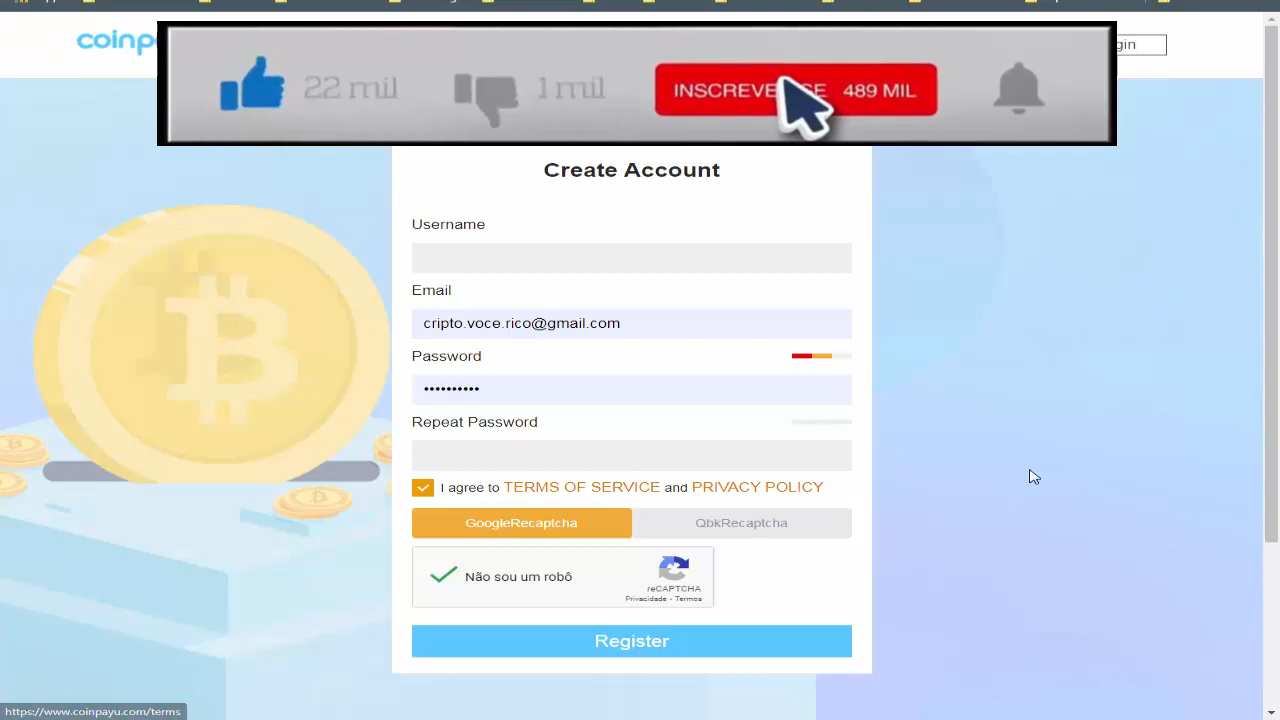 coinp
gin
22 mil
1 mil
489 MIL
Create Account
Username
Email
cripto.voce.rico@gmail.com
Password
••••••••••
Repeat Password
I agree to TERMS OF SERVICE and PRIVACY POLICY
GoogleRecaptcha
QbkRecaptcha
Não sou um robô
reCAPTCHA
Privacidade - Termos
Register
https://www.coinpayu.com/terms